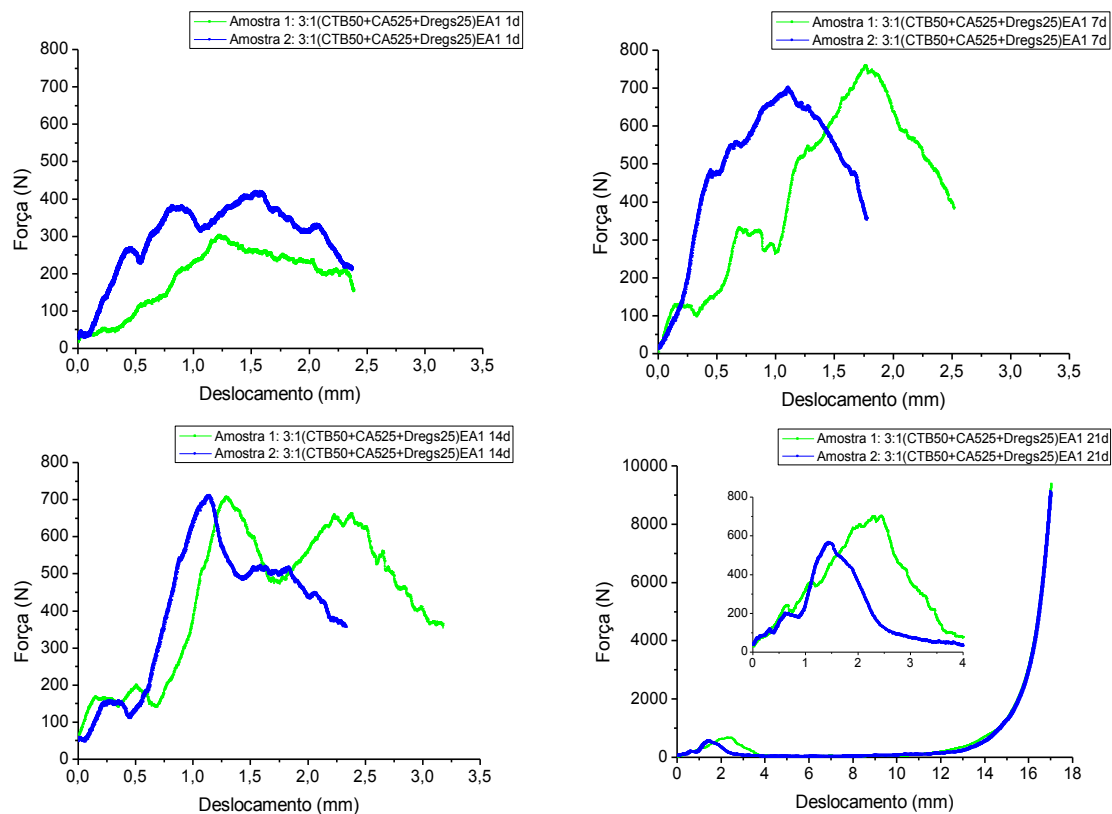 Amostra 1: 3:1(CTB50+CA525+Dregs25)EA1 1d
Amostra 2: 3:1(CTB50+CA525+Dregs25)EA1 1d
800
700
600
500
400
300
200
100
0
Força (N)
0,0 0,5 1,0 1,5 2,0 2,5 3,0 3,5
Deslocamento (mm)
Amostra 1: 3:1(CTB50+CA525+Dregs25)EA1 7d
Amostra 2: 3:1(CTB50+CA525+Dregs25)EA1 7d
800
700
600
500
400
300
200
100
0
Força (N)
0,0 0,5 1,0 1,5 2,0 2,5 3,0 3,5
Deslocamento (mm)
Amostra 1: 3:1(CTB50+CA525+Dregs25)EA1 14d
Amostra 2: 3:1(CTB50+CA525+Dregs25)EA1 14d
800
700
600
500
400
300
200
100
0
Força (N)
0,0 0,5 1,0 1,5 2,0 2,5 3,0 3,5
Deslocamento (mm)
Amostra 1: 3:1(CTB50+CA525+Dregs25)EA1 21d
Amostra 2: 3:1(CTB50+CA525+Dregs25)EA1 21d
10000
8000
6000
4000
2000
0
Força (N)
800
600
400
200
0
Força (N)
0 1 2 3 4
0 2 4 6 8 10 12 14 16 18
Deslocamento (mm)